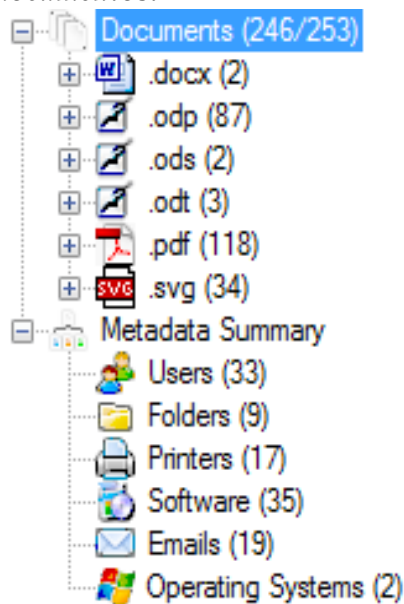 Documents (246/253)
.docx (2)
.odp (87)
.ods (2)
.odt (3)
.pdf (118)
SVG .svg (34)
Metadata Summary
Users (33)
Folders (9)
Printers (17)
Software (35)
Emails (19)
Operating Systems (2)